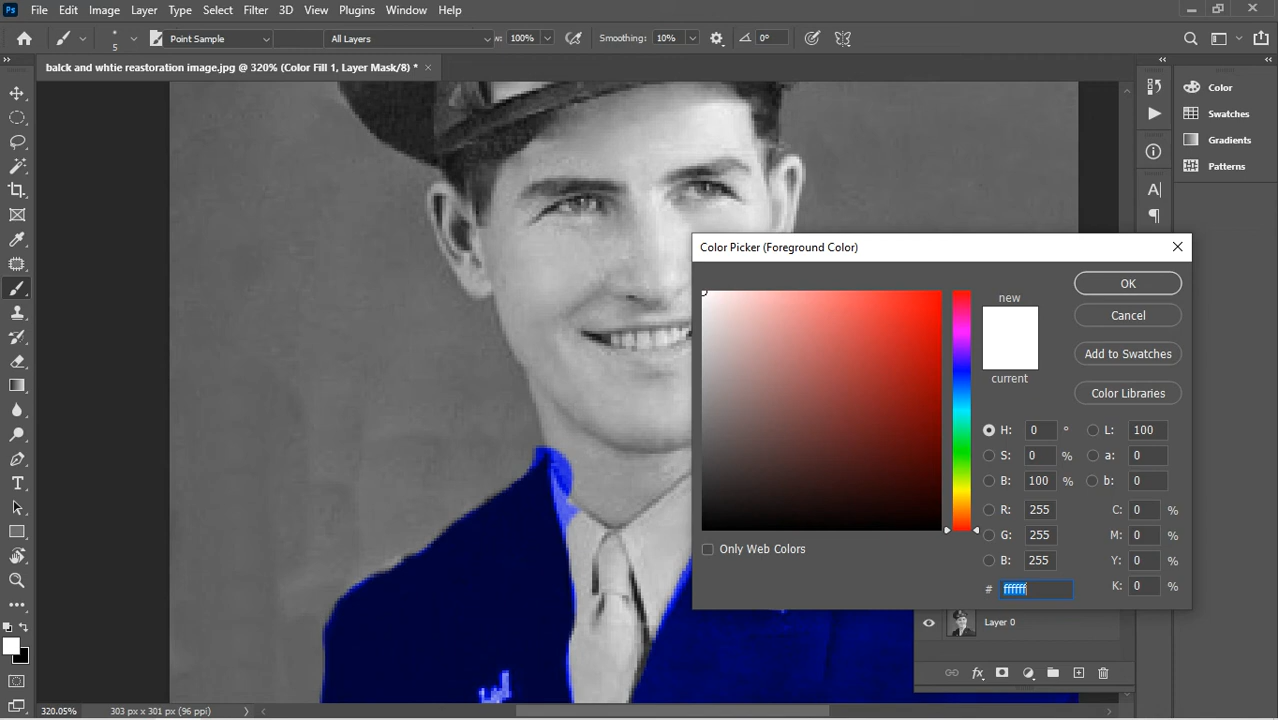 Ps File Edit Image Layer Type Select Filter 3D View Plugins Window Help
5 Point Sample All Layers 100% Smoothing: 10% 0°
balck and whtie reastoration image.jpg @ 320% (Color Fill 1, Layer Mask/8) *
Color
Swatches
Gradients
Patterns
Color Picker (Foreground Color)
new
current
OK
Cancel
Add to Swatches
Color Libraries
H: 0 ° L: 100
S: 0 % a: 0
B: 100 % b: 0
R: 255 C: 0 %
G: 255 M: 0 %
B: 255 Y: 0 %
# ffffff K: 0 %
Only Web Colors
Layer 0
fx
320.05% 303 px x 301 px (96 ppi)